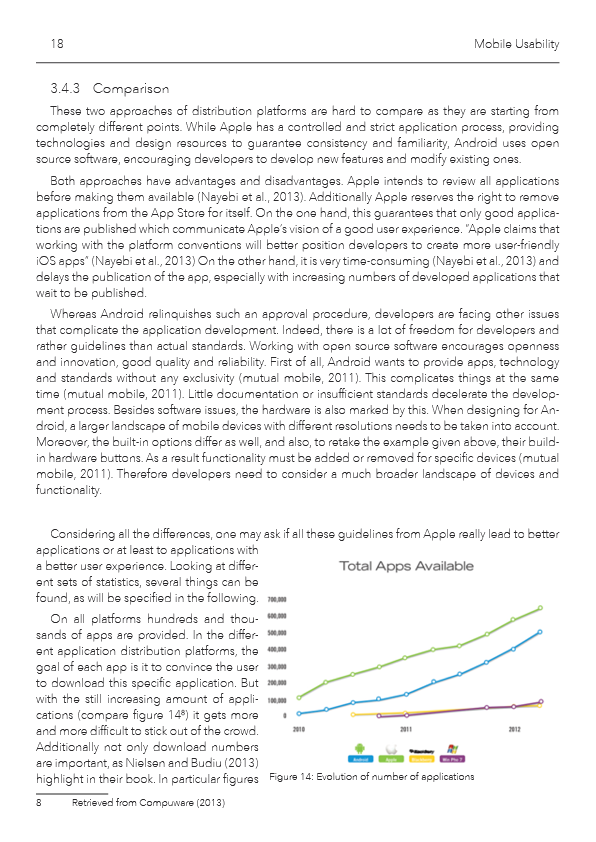 18 Mobile Usability
3.4.3 Comparison
These two approaches of distribution platforms are hard to compare as they are starting from
completely different points. While Apple has a controlled and strict application process, providing
technologies and design resources to guarantee consistency and familiarity, Android uses open
source software, encouraging developers to develop new features and modify existing ones.
Both approaches have advantages and disadvantages. Apple intends to review all applications
before making them available (Nayebi et al., 2013). Additionally Apple reserves the right to remove
applications from the App Store for itself. On the one hand, this guarantees that only good applica-
tions are published which communicate Apple’s vision of a good user experience. “Apple claims that
working with the platform conventions will better position developers to create more user-friendly
iOS apps” (Nayebi et al., 2013) On the other hand, it is very time-consuming (Nayebi et al., 2013) and
delays the publication of the app, especially with increasing numbers of developed applications that
wait to be published.
Whereas Android relinquishes such an approval procedure, developers are facing other issues
that complicate the application development. Indeed, there is a lot of freedom for developers and
rather guidelines than actual standards. Working with open source software encourages openness
and innovation, good quality and reliability. First of all, Android wants to provide apps, technology
and standards without any exclusivity (mutual mobile, 2011). This complicates things at the same
time (mutual mobile, 2011). Little documentation or insufficient standards decelerate the develop-
ment process. Besides software issues, the hardware is also marked by this. When designing for An-
droid, a larger landscape of mobile devices with different resolutions needs to be taken into account.
Moreover, the built-in options differ as well, and also, to retake the example given above, their build-
in hardware buttons. As a result functionality must be added or removed for specific devices (mutual
mobile, 2011). Therefore developers need to consider a much broader landscape of devices and
functionality.
Considering all the differences, one may ask if all these guidelines from Apple really lead to better
applications or at least to applications with
a better user experience. Looking at differ-
ent sets of statistics, several things can be
found, as will be specified in the following.
On all platforms hundreds and thou-
sands of apps are provided. In the differ-
ent application distribution platforms, the
goal of each app is it to convince the user
to download this specific application. But
with the still increasing amount of appli-
cations (compare figure 14⁸) it gets more
and more difficult to stick out of the crowd.
Additionally not only download numbers
are important, as Nielsen and Budiu (2013)
highlight in their book. In particular figures
Total Apps Available
700,000
600,000
500,000
400,000
300,000
200,000
100,000
0
2010 2011 2012
BlackBerry
Android Apple BlackBerry Win Pho 7
Figure 14: Evolution of number of applications
8 Retrieved from Compuware (2013)